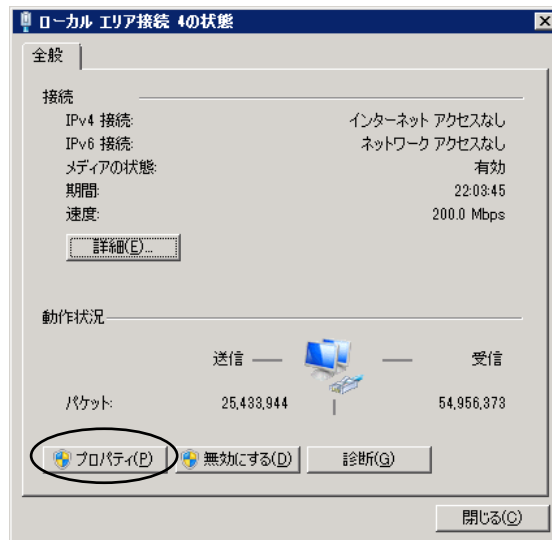 ローカル エリア接続 4の状態
全般
接続
IPv4 接続: インターネット アクセスなし
IPv6 接続: ネットワーク アクセスなし
メディアの状態: 有効
期間: 22:03:45
速度: 200.0 Mbps
詳細(E)...
動作状況
送信 受信
パケット: 25,433,944 54,956,373
プロパティ(P) 無効にする(D) 診断(G)
閉じる(C)